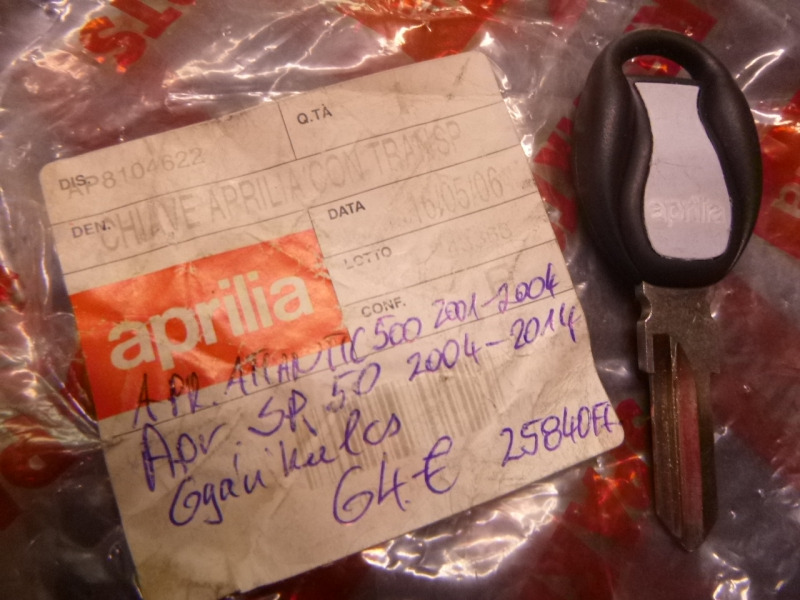 DIS. AP8104622
Q.TÀ
DEN. CHIAVE APRILIA CON TRANSP
DATA 16/05/06
LOTTO
CONF.
aprilia
APR. ATLANTIC 500 2001-2004
Apr. SR 50 2004-2014
Gyári kulcs
64.€ 25840Ft
aprilia